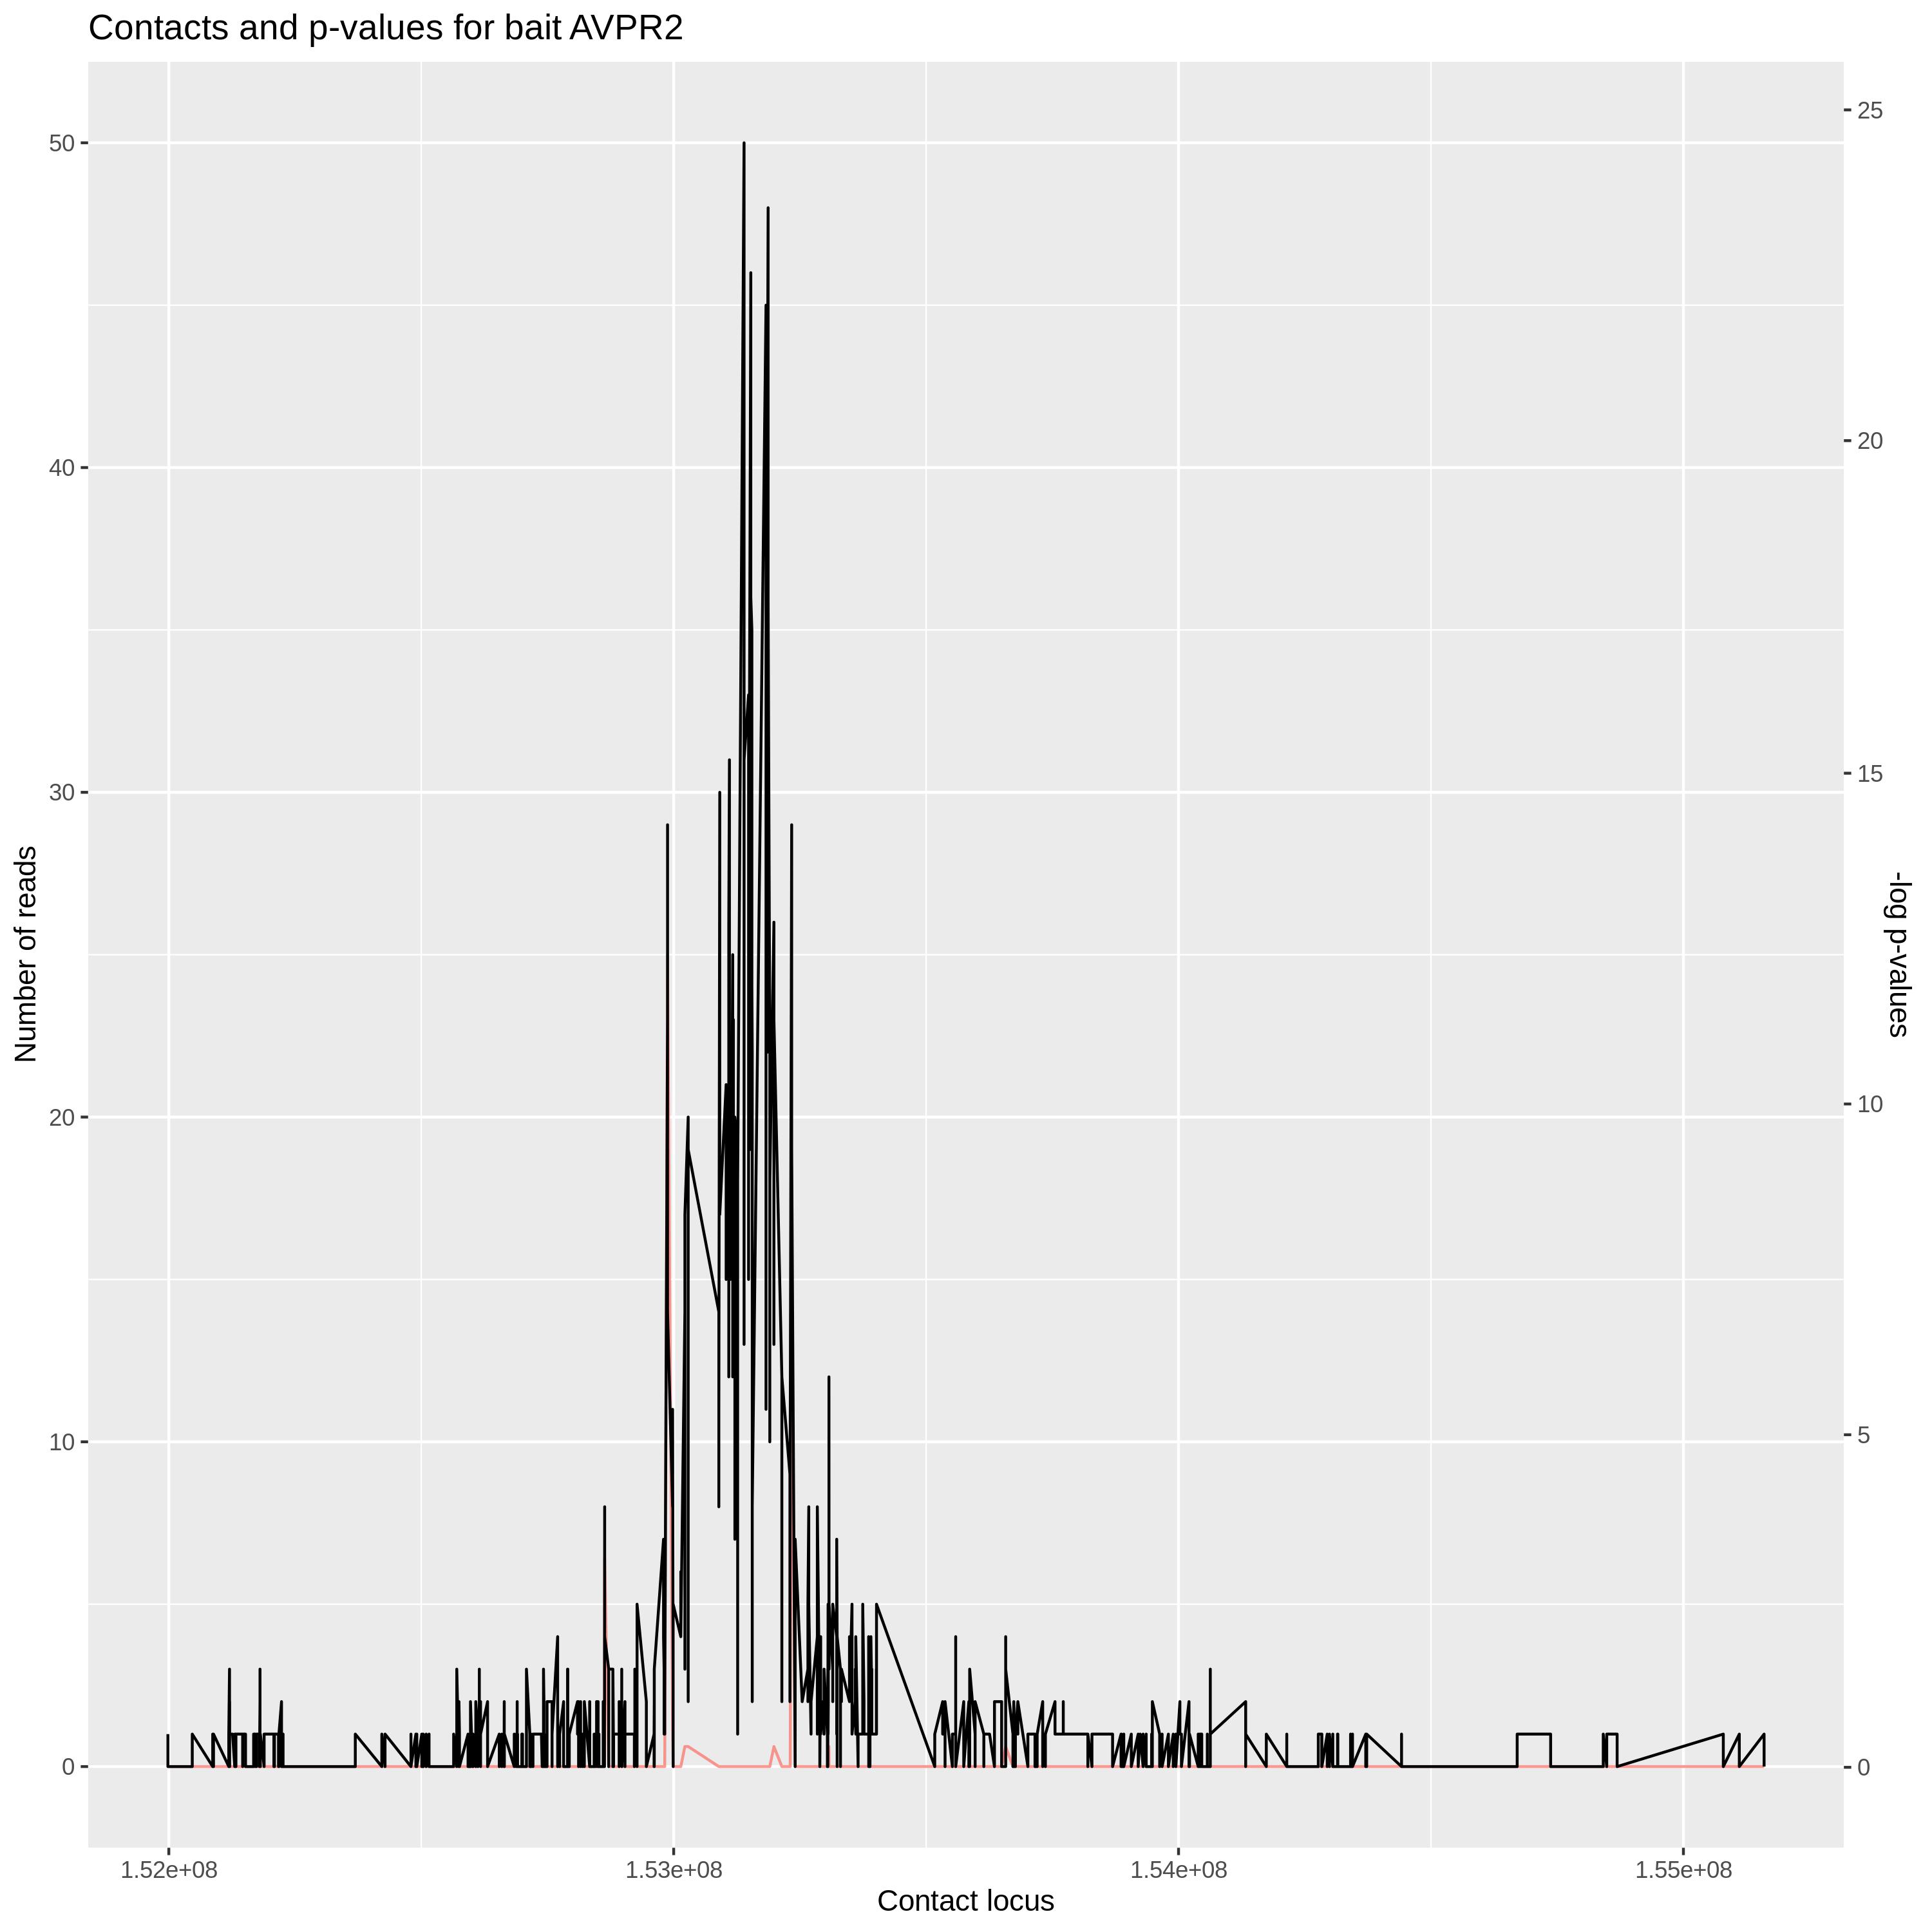 Contacts and p-values for bait AVPR2
50
40
30
20
10
0
Number of reads
25
20
15
10
5
0
-log p-values
1.52e+08
1.53e+08
1.54e+08
1.55e+08
Contact locus